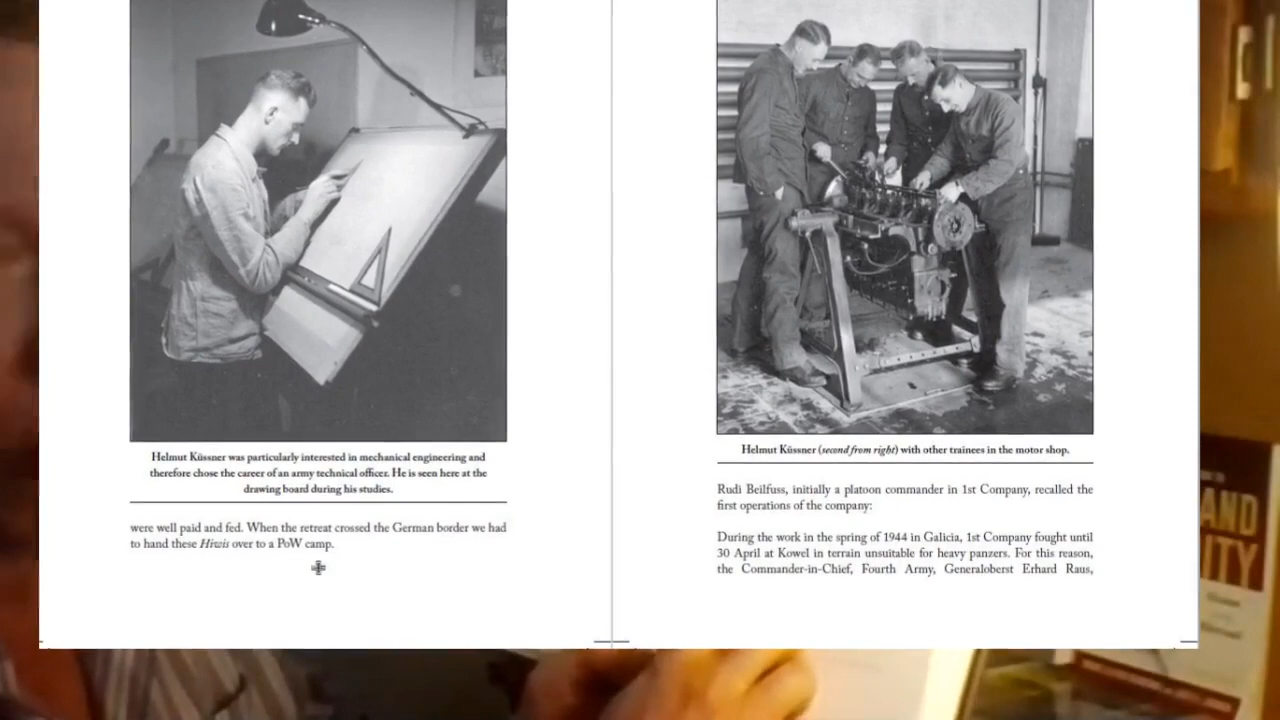 Helmut Küssner was particularly interested in mechanical engineering and
therefore chose the career of an army technical officer. He is seen here at the
drawing board during his studies.
were well paid and fed. When the retreat crossed the German border we had
to hand these Hiwis over to a PoW camp.
Helmut Küssner (second from right) with other trainees in the motor shop.
Rudi Beilfuss, initially a platoon commander in 1st Company, recalled the
first operations of the company:
During the work in the spring of 1944 in Galicia, 1st Company fought until
30 April at Kowel in terrain unsuitable for heavy panzers. For this reason,
the Commander-in-Chief, Fourth Army, Generaloberst Erhard Raus,
AND